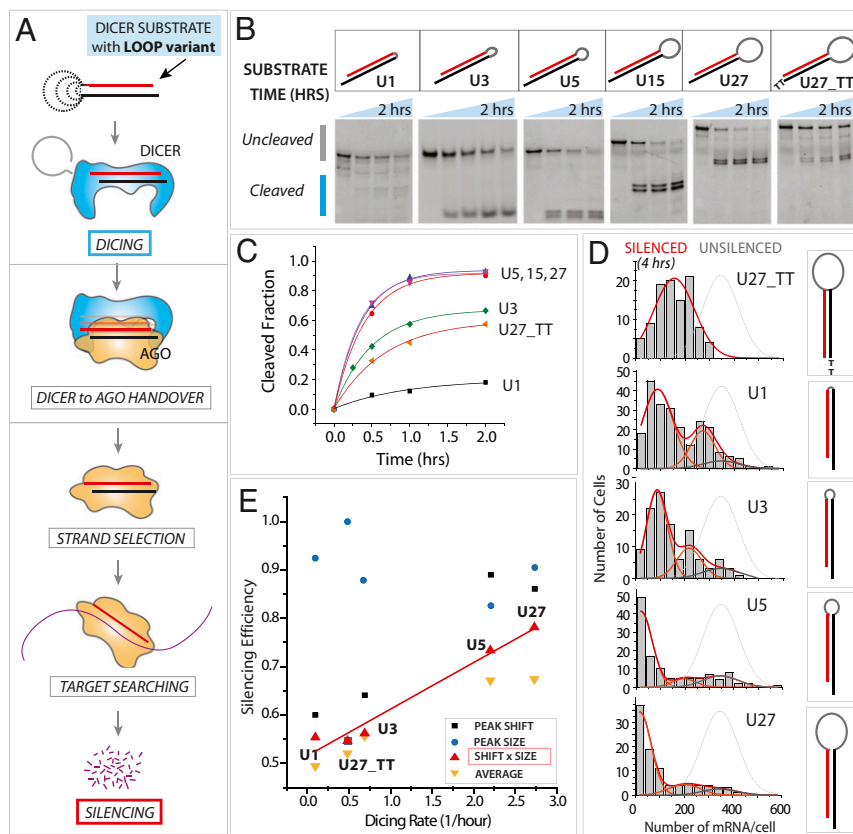 A
DICER SUBSTRATE
with LOOP variant
DICER
DICING
AGO
DICER to AGO HANDOVER
STRAND SELECTION
TARGET SEARCHING
SILENCING
B
SUBSTRATE
TIME (HRS)
U1
U3
U5
U15
U27
TT
U27_TT
2 hrs
2 hrs
2 hrs
2 hrs
2 hrs
2 hrs
Uncleaved
Cleaved
C
Cleaved Fraction
1.0
0.8
0.6
0.4
0.2
0.0
U5, 15, 27
U3
U27_TT
U1
0.0
0.5
1.0
1.5
2.0
Time (hrs)
D
SILENCED
UNSILENCED
(4 hrs)
Number of Cells
20
10
0
U27_TT
T
T
50
40
30
20
10
0
U1
30
20
10
0
U3
50
40
30
20
10
0
U5
30
20
10
0
U27
0
200
400
600
Number of mRNA/cell
E
Silencing Efficiency
1.0
0.9
0.8
0.7
0.6
0.5
U1
U27_TT
U3
U5
U27
PEAK SHIFT
PEAK SIZE
SHIFT x SIZE
AVERAGE
0.0
0.5
1.0
1.5
2.0
2.5
3.0
Dicing Rate (1/hour)